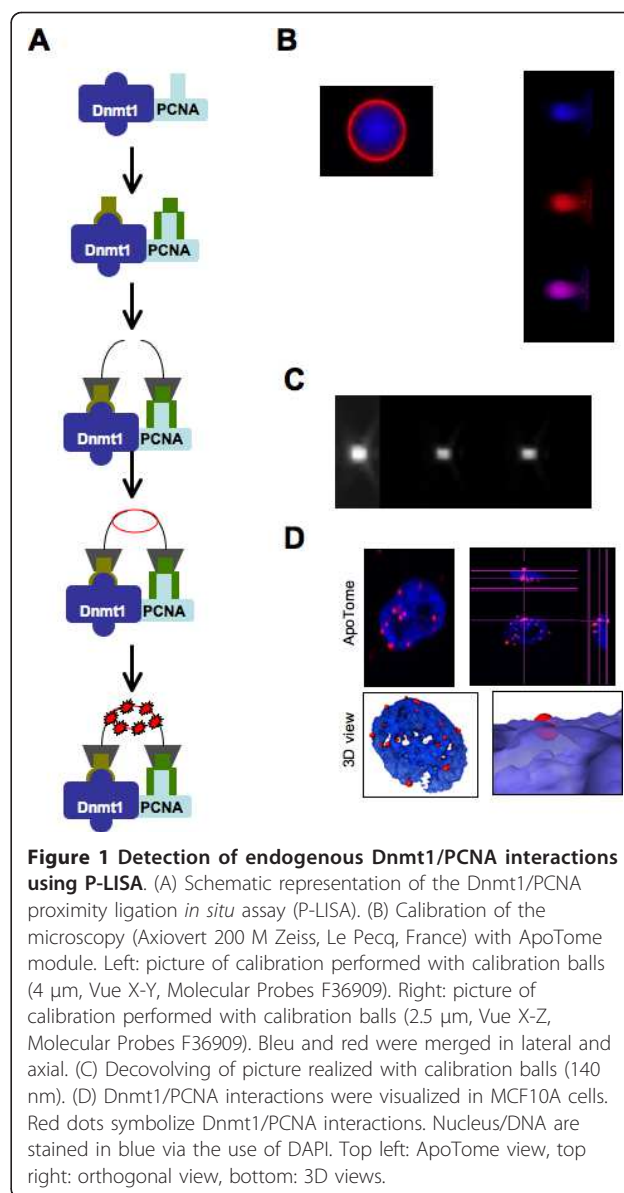 A
B
Dnmt1
PCNA
Dnmt1
PCNA
Dnmt1
PCNA
C
Dnmt1
PCNA
D
ApoTome
3D view
Dnmt1
PCNA
Figure 1 Detection of endogenous Dnmt1/PCNA interactions
using P-LISA. (A) Schematic representation of the Dnmt1/PCNA
proximity ligation in situ assay (P-LISA). (B) Calibration of the
microscopy (Axiovert 200 M Zeiss, Le Pecq, France) with ApoTome
module. Left: picture of calibration performed with calibration balls
(4 μm, Vue X-Y, Molecular Probes F36909). Right: picture of
calibration performed with calibration balls (2.5 μm, Vue X-Z,
Molecular Probes F36909). Bleu and red were merged in lateral and
axial. (C) Decovolving of picture realized with calibration balls (140
nm). (D) Dnmt1/PCNA interactions were visualized in MCF10A cells.
Red dots symbolize Dnmt1/PCNA interactions. Nucleus/DNA are
stained in blue via the use of DAPI. Top left: ApoTome view, top
right: orthogonal view, bottom: 3D views.